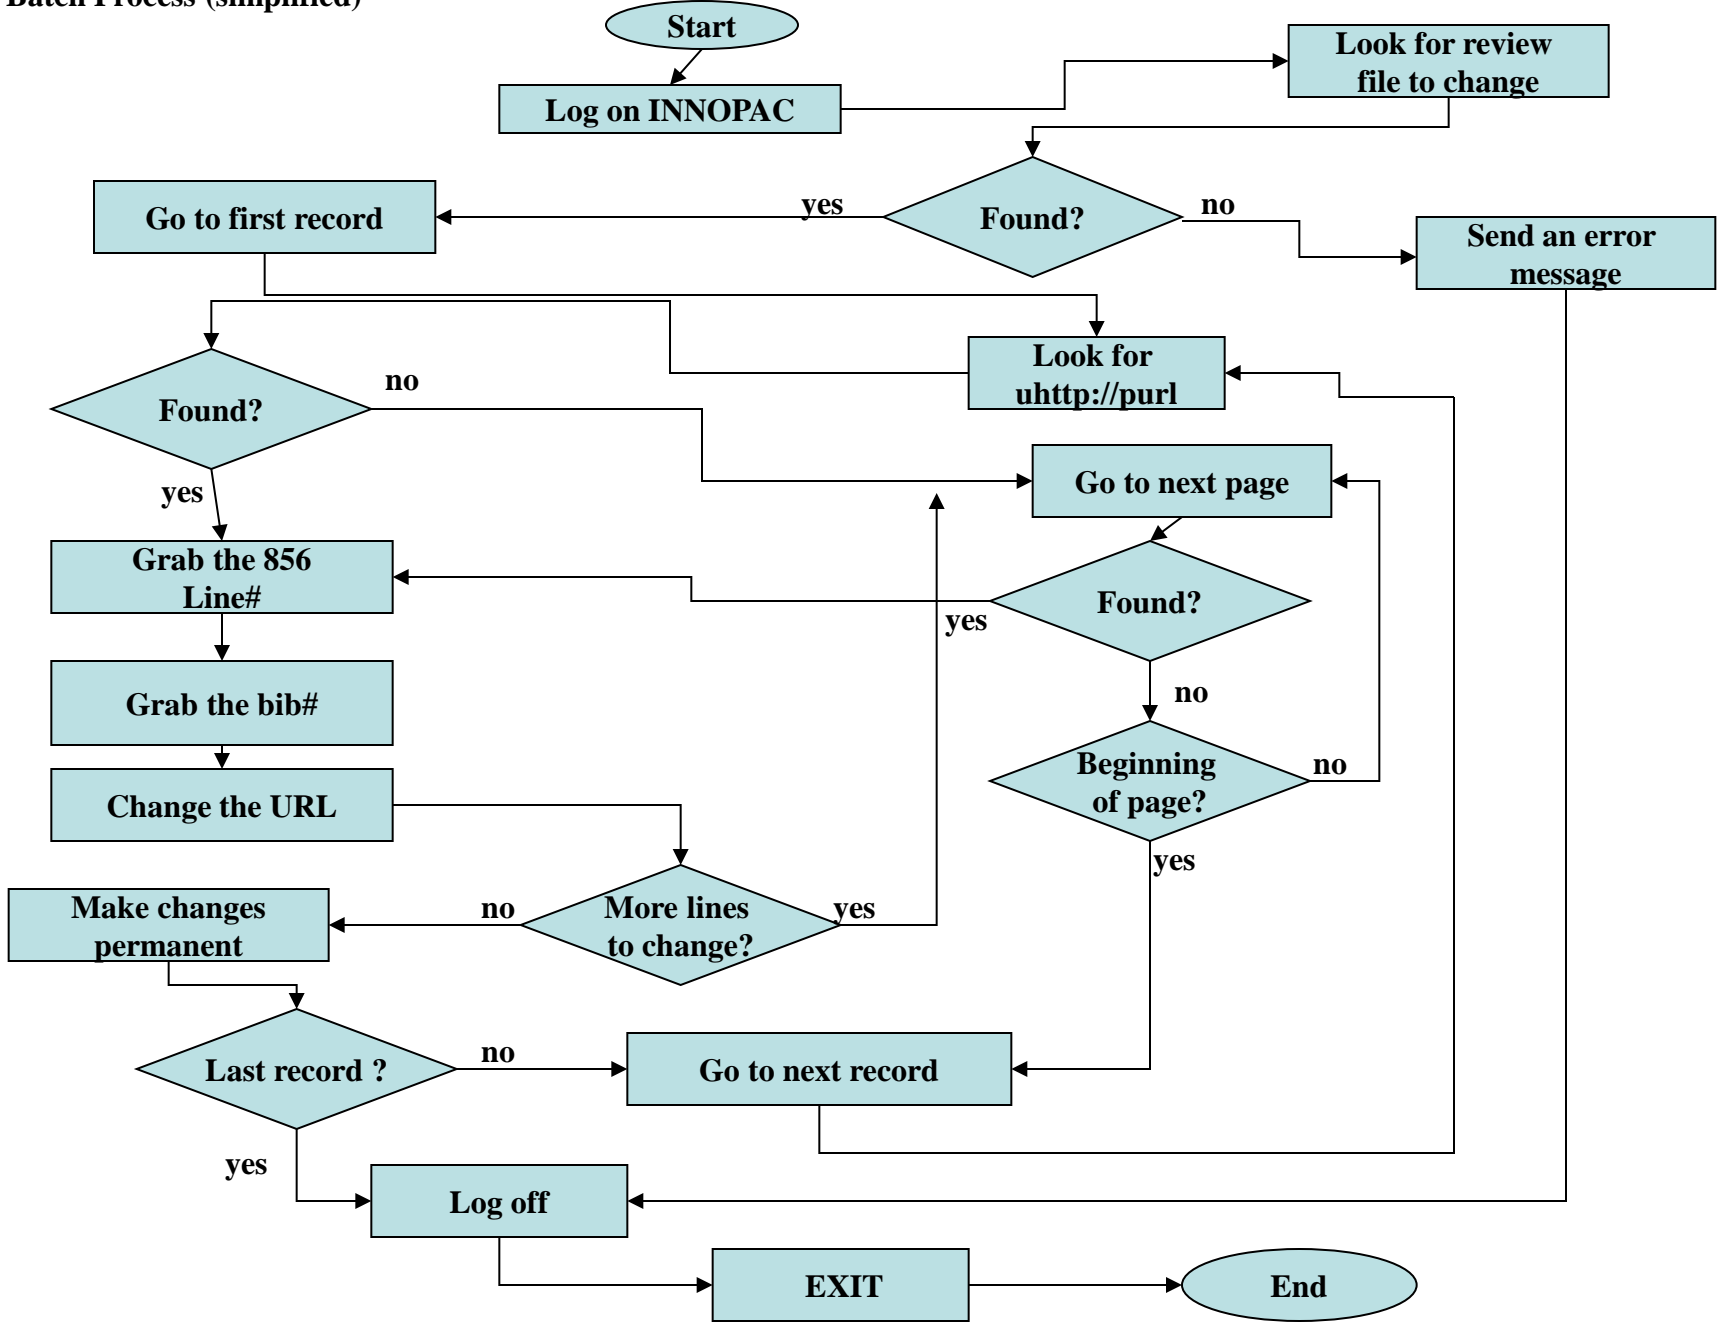 Batch Process (simplified)
Start
Look for review
file to change
Log on INNOPAC
Go to first record
yes
Found?
no
Send an error
message
Look for
uhttp://purl
no
Found?
Go to next page
yes
Grab the 856
Line#
Found?
yes
no
Grab the bib#
Beginning
of page?
no
Change the URL
yes
Make changes
permanent
no
More lines
to change?
yes
Last record ?
no
Go to next record
yes
Log off
EXIT
End